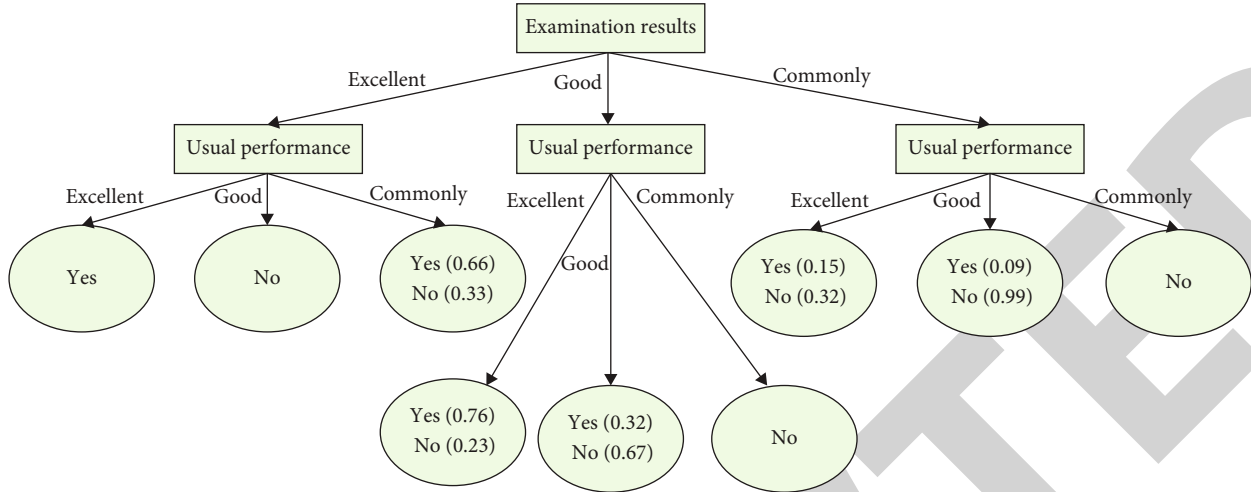 Examination results
Excellent
Good
Commonly
Usual performance
Usual performance
Usual performance
Excellent
Good
Commonly
Excellent
Good
Commonly
Excellent
Good
Commonly
Yes
No
Yes (0.66)
No (0.33)
Yes (0.15)
No (0.32)
Yes (0.09)
No (0.99)
No
Yes (0.76)
No (0.23)
Yes (0.32)
No (0.67)
No